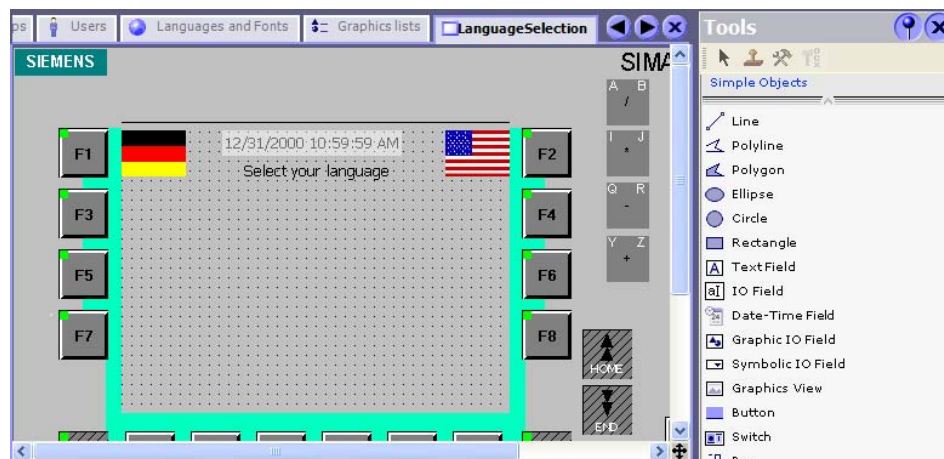 ps
Users
Languages and Fonts
Graphics lists
LanguageSelection
Tools
SIEMENS
SIMA
A B
/
Simple Objects
Line
F1
12/31/2000 10:59:59 AM
F2
I J
*
Polyline
Select your language
Polygon
F3
F4
Q R
-
Ellipse
Circle
Y Z
+
Rectangle
F5
F6
Text Field
aI IO Field
Date-Time Field
F7
F8
HOME
Graphic IO Field
Symbolic IO Field
Graphics View
END
Button
Switch